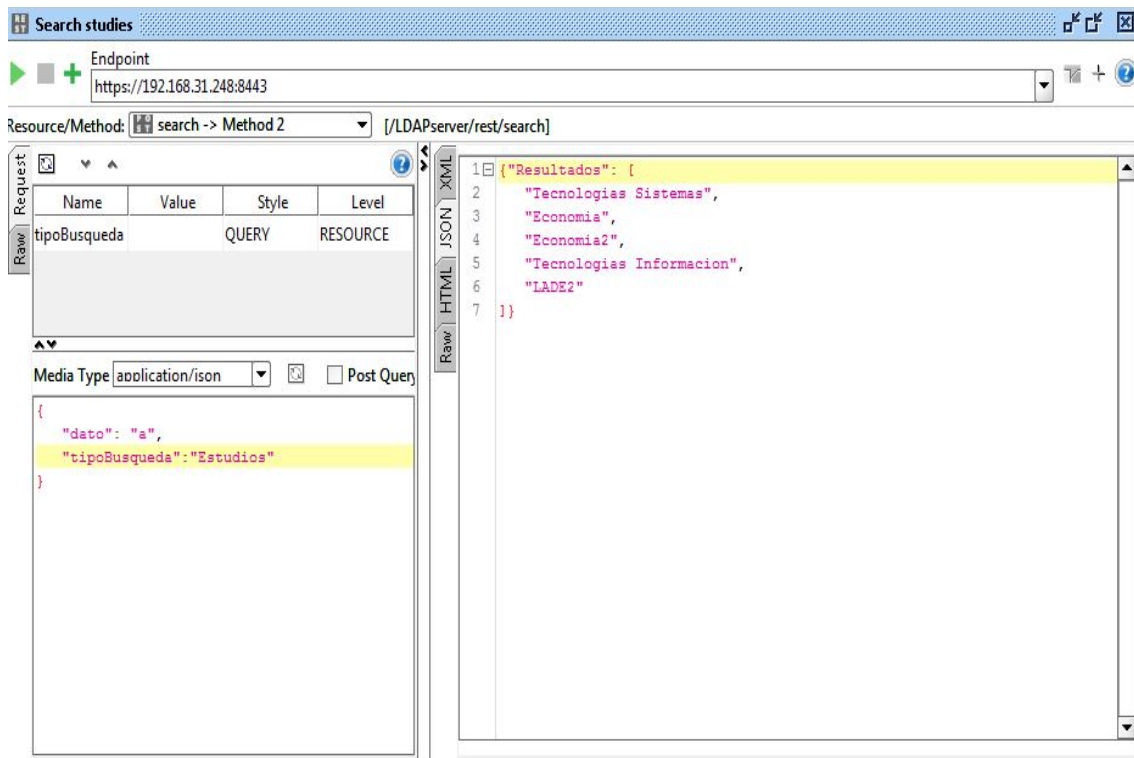 Search studies
Endpoint
https://192.168.31.248:8443
Resource/Method: search -> Method 2 [/LDAPserver/rest/search]
Request
Raw
Name Value Style Level
tipoBusqueda QUERY RESOURCE
Media Type application/json Post Query
{
"dato": "a",
"tipoBusqueda":"Estudios"
}
XML
JSON
HTML
Raw
1 {"Resultados": [
2 "Tecnologias Sistemas",
3 "Economia",
4 "Economia2",
5 "Tecnologias Informacion",
6 "LADE2"
7 ]}